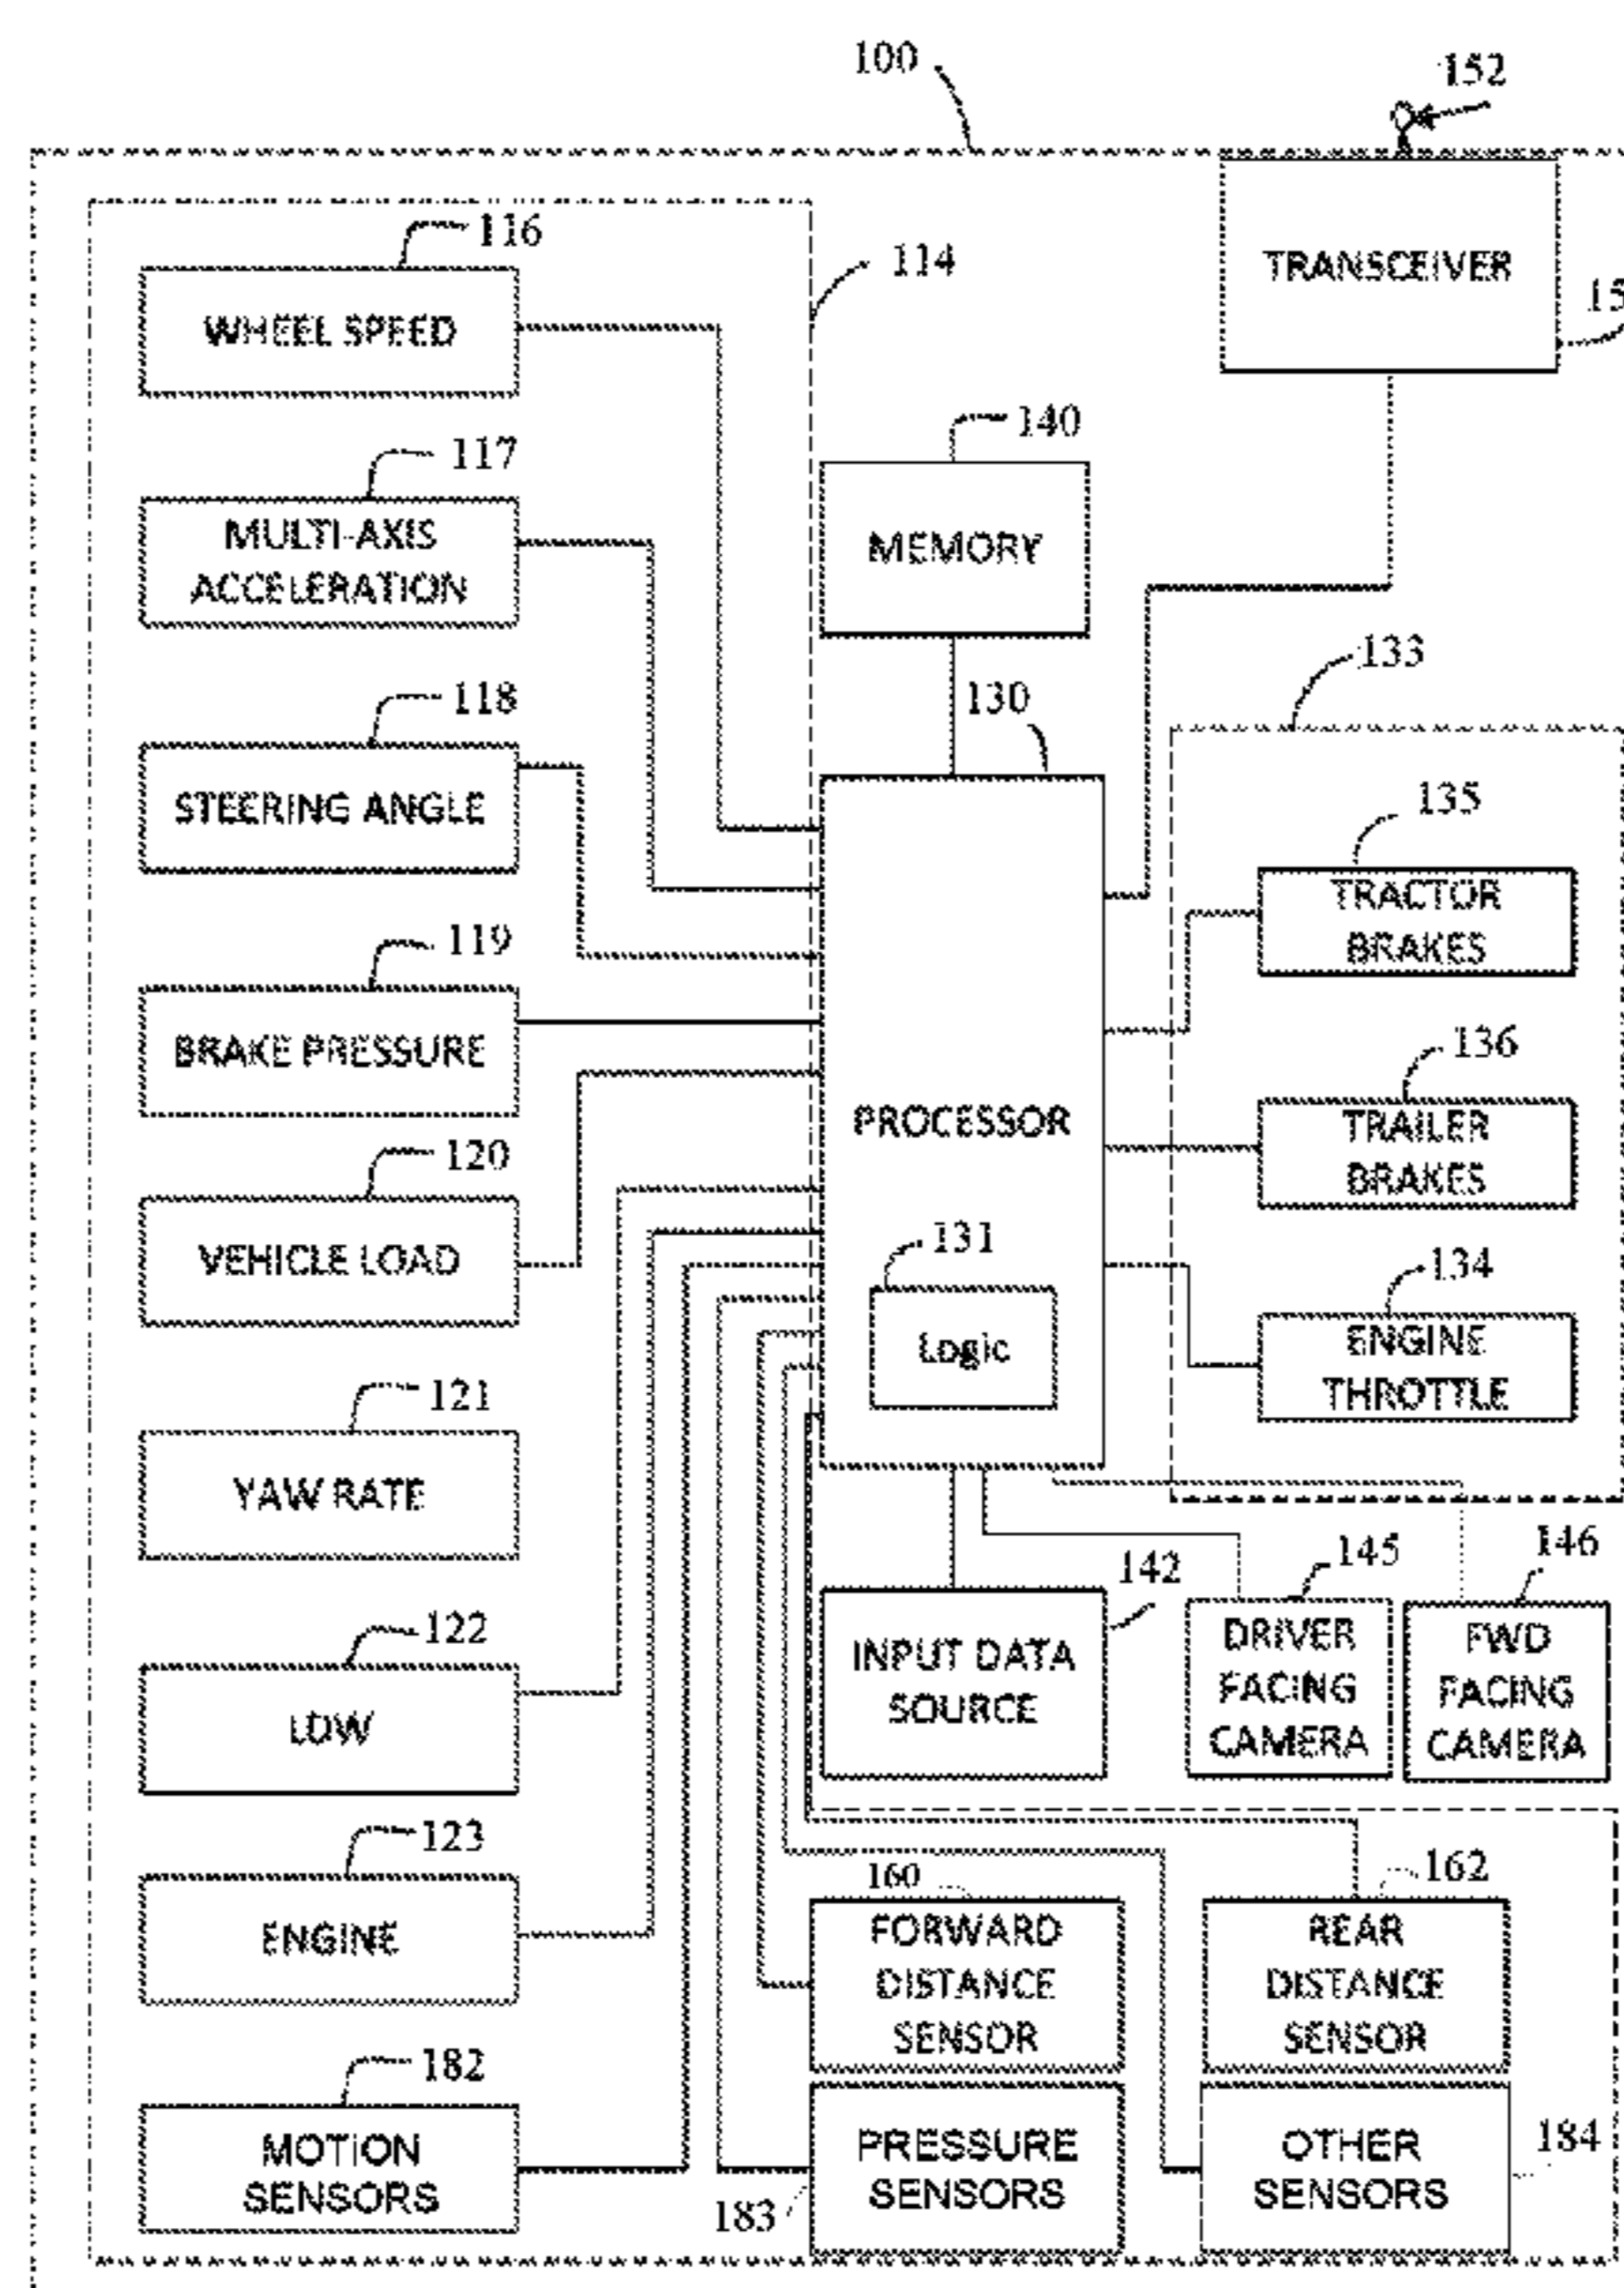 100
152
116
114
TRANSCEIVER
WHEEL SPEED
140
117
MULTI-AXIS
ACCELERATION
MEMORY
133
118
130
STEERING ANGLE
135
TRACTOR
BRAKES
119
BRAKE PRESSURE
136
PROCESSOR
TRAILER
BRAKES
120
VEHICLE LOAD
131
Logic
134
ENGINE
THROTTLE
121
YAW RATE
142
145
146
122
LDW
INPUT DATA
SOURCE
DRIVER
FACING
CAMERA
FWD
FACING
CAMERA
123
ENGINE
160
FORWARD
DISTANCE
SENSOR
162
REAR
DISTANCE
SENSOR
182
MOTION
SENSORS
183
PRESSURE
SENSORS
OTHER
SENSORS
184